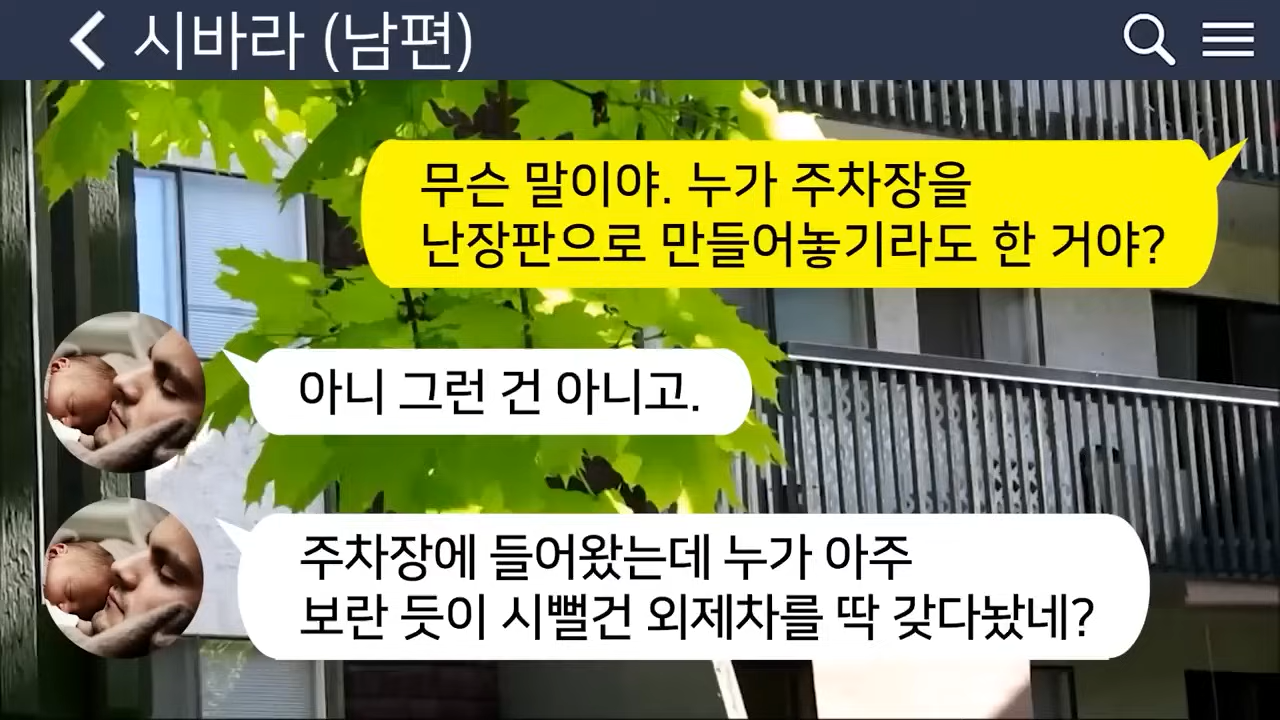 시바라 (남편)
무슨 말이야. 누가 주차장을
난장판으로 만들어놓기라도 한 거야?
아니 그런 건 아니고.
주차장에 들어왔는데 누가 아주
보란 듯이 시뻘건 외제차를 딱 갖다놨네?